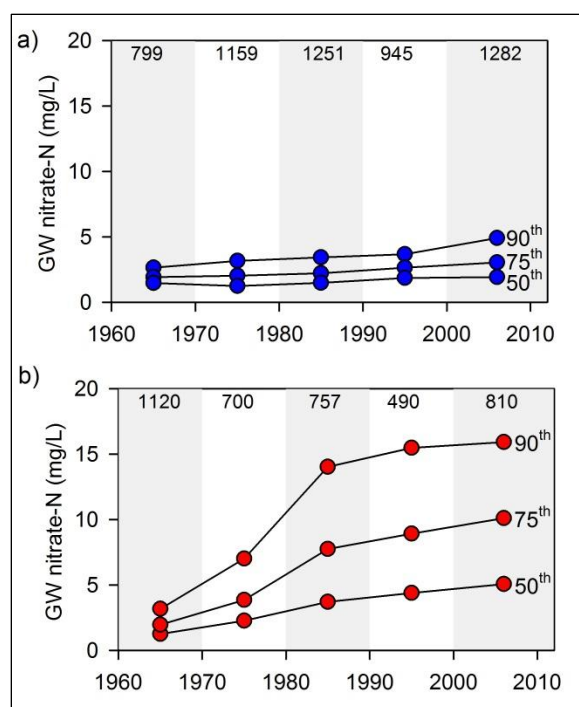 a)
GW nitrate-N (mg/L)
20
15
10
5
0
799 1159 1251 945 1282
90th
75th
50th
1960 1970 1980 1990 2000 2010
b)
GW nitrate-N (mg/L)
20
15
10
5
0
1120 700 757 490 810
90th
75th
50th
1960 1970 1980 1990 2000 2010